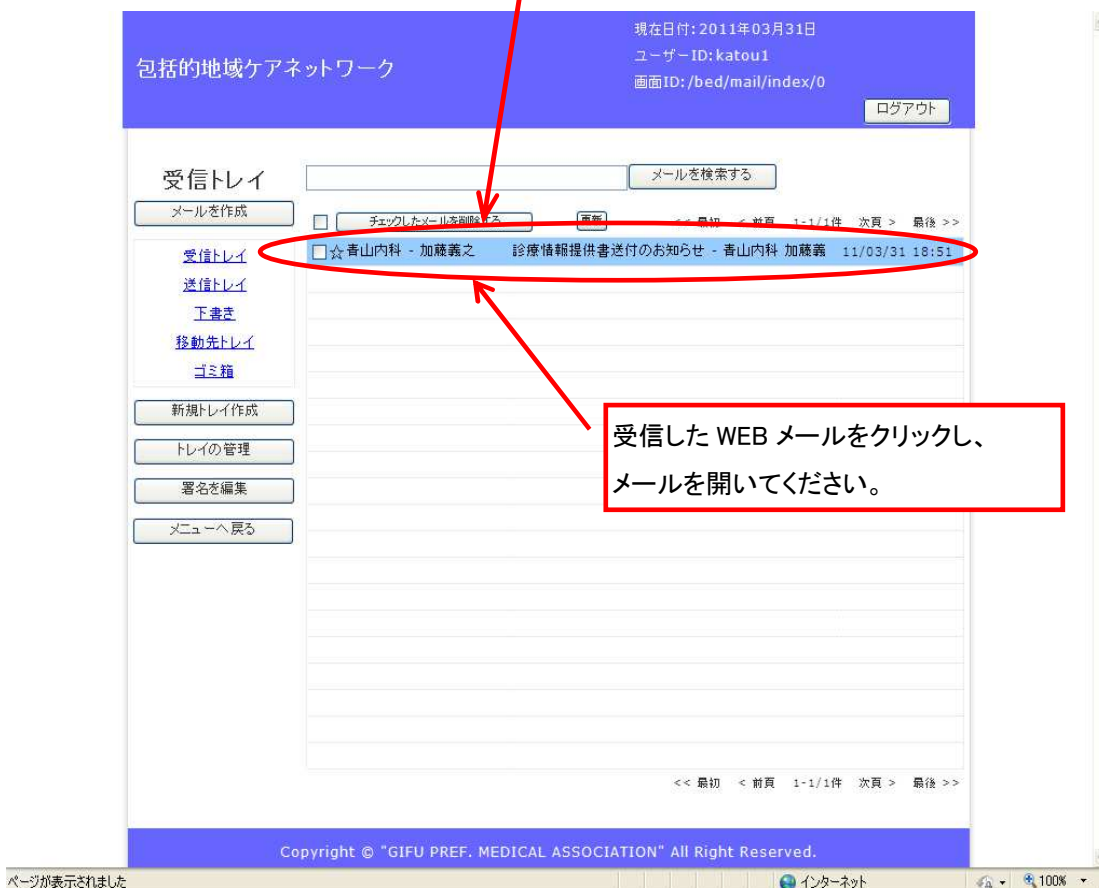 現在日付:2011年03月31日
包括的地域ケアネットワーク
ユーザーID:katou1
画面ID:/bed/mail/index/0
ログアウト
受信トレイ
メールを検索する
メールを作成
チェックしたメールを削除する 更新 << 最初 < 前頁 1-1/1件 次頁 > 最後 >>
☆青山内科 - 加藤義之 診療情報提供書送付のお知らせ - 青山内科 加藤義 11/03/31 18:51
受信トレイ
送信トレイ
下書き
移動先トレイ
ゴミ箱
新規トレイ作成
トレイの管理
署名を編集
メニューへ戻る
受信した WEB メールをクリックし、
メールを開いてください。
<< 最初 < 前頁 1-1/1件 次頁 > 最後 >>
Copyright © "GIFU PREF. MEDICAL ASSOCIATION" All Right Reserved.
ページが表示されました インターネット 100%